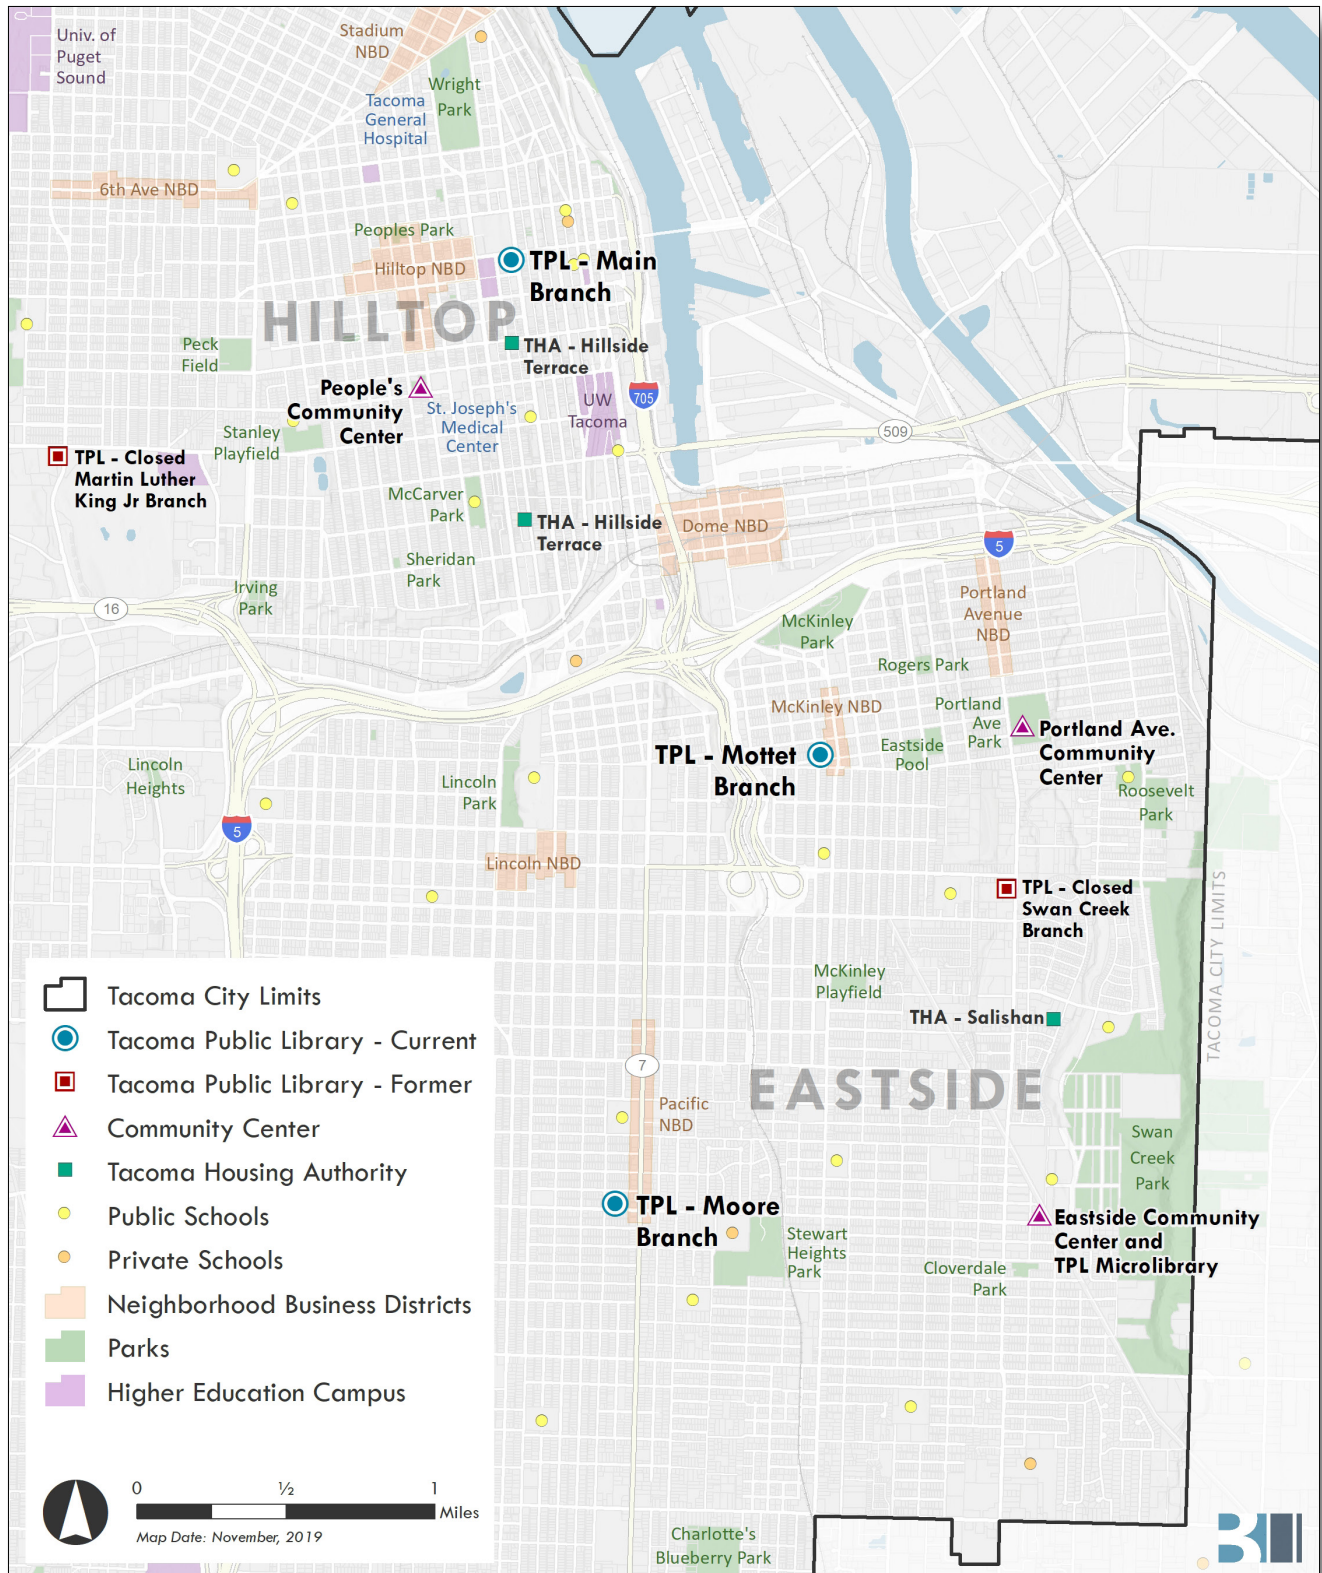 Univ. of
Puget
Sound
Stadium
NBD
Wright
Park
Tacoma
General
Hospital
6th Ave NBD
Peoples Park
Hilltop NBD
TPL - Main
Branch
HILLTOP
Peck
Field
THA - Hillside
Terrace
People's
Community
Center
St. Joseph's
Medical
Center
UW
Tacoma
705
509
Stanley
Playfield
TPL - Closed
Martin Luther
King Jr Branch
McCarver
Park
THA - Hillside
Terrace
Dome NBD
5
Sheridan
Park
Irving
Park
16
Portland
Avenue
NBD
McKinley
Park
Rogers Park
McKinley NBD
Portland
Ave
Park
Portland Ave.
Community
Center
TPL - Mottet
Branch
Eastside
Pool
Lincoln
Heights
Lincoln
Park
Roosevelt
Park
5
Lincoln NBD
TPL - Closed
Swan Creek
Branch
TACOMA CITY LIMITS
McKinley
Playfield
THA - Salishan
7
EASTSIDE
Pacific
NBD
Swan
Creek
Park
TPL - Moore
Branch
Stewart
Heights
Park
Eastside Community
Center and
TPL Microlibrary
Cloverdale
Park
Tacoma City Limits
Tacoma Public Library - Current
Tacoma Public Library - Former
Community Center
Tacoma Housing Authority
Public Schools
Private Schools
Neighborhood Business Districts
Parks
Higher Education Campus
0 ½ 1
Miles
Map Date: November, 2019
Charlotte's
Blueberry Park